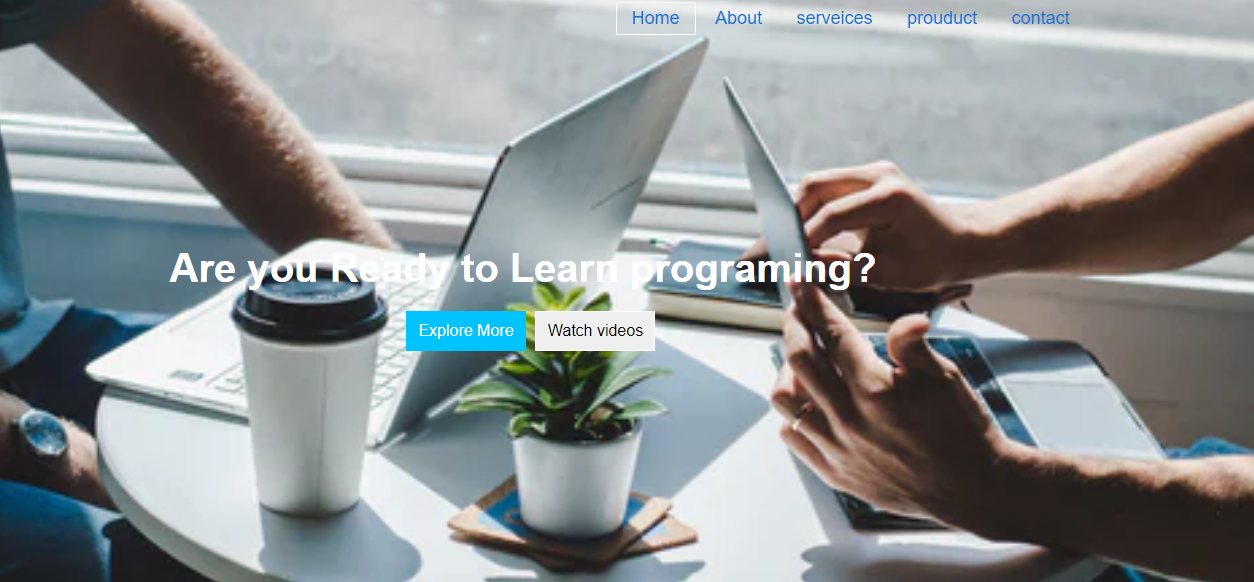 Home About serveices prouduct contact
Are you Ready to Learn programing?
Explore More Watch videos